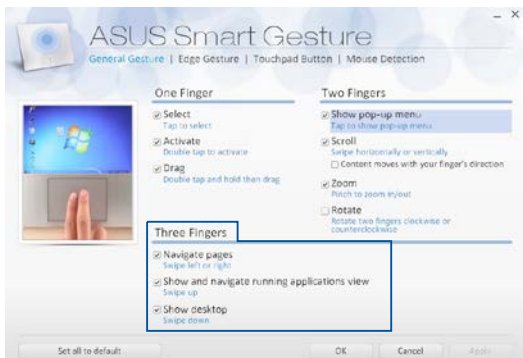 ASUS Smart Gesture
General Gesture | Edge Gesture | Touchpad Button | Mouse Detection
One Finger
Select
Tap to select
Activate
Double tap to activate
Drag
Double tap and hold then drag
Two Fingers
Show pop-up menu
Tap to show pop-up menu
Scroll
Swipe horizontally or vertically
Content moves with your finger's direction
Zoom
Pinch to zoom in/out
Rotate
Rotate two fingers clockwise or
counterclockwise
Three Fingers
Navigate pages
Swipe left or right
Show and navigate running applications view
Swipe up
Show desktop
Swipe down
Set all to default
OK
Cancel
Apply